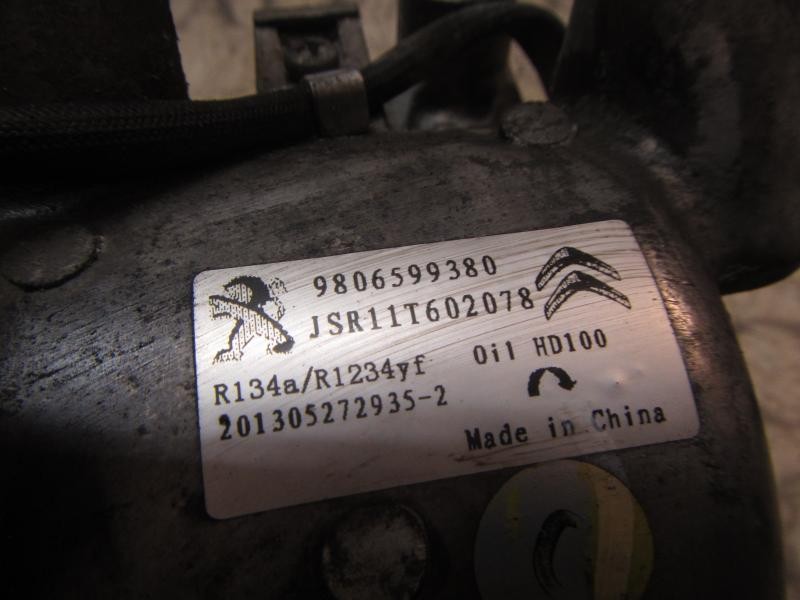 9806599380
JSR11T602078
R134a/R1234yf Oil HD100
201305272935-2
Made in China